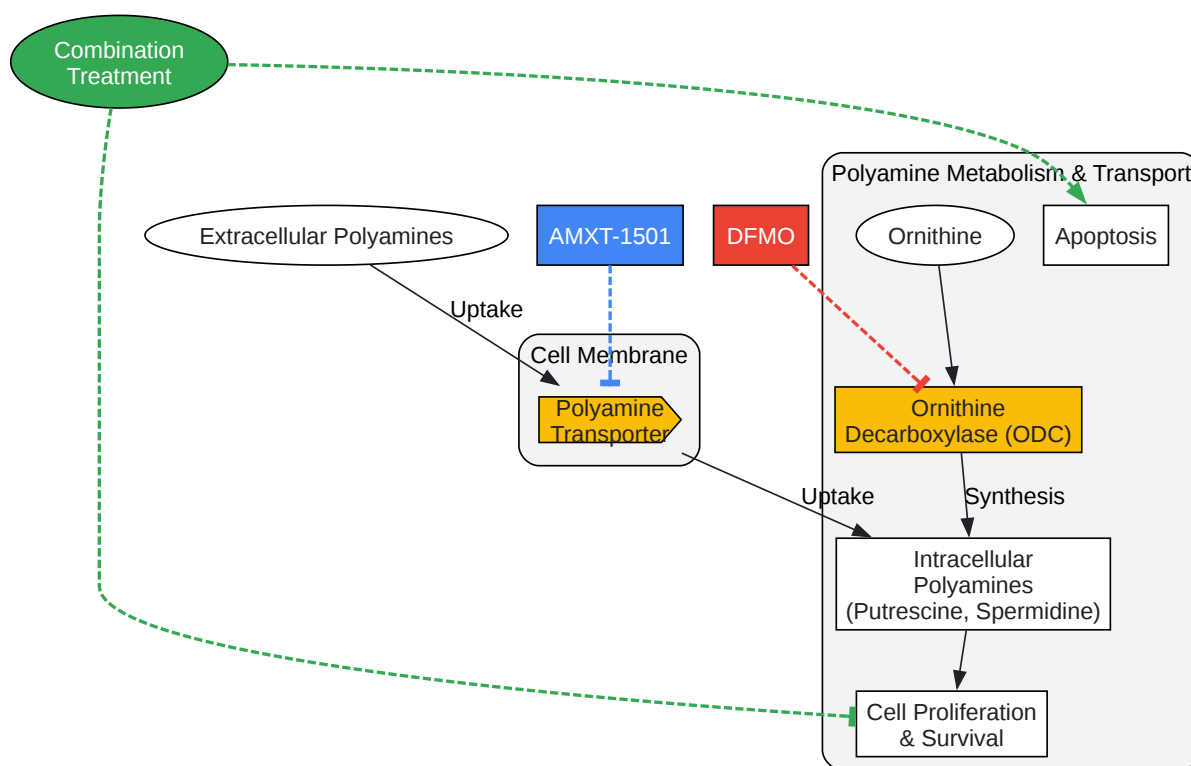 Combination
Treatment
Polyamine Metabolism & Transport
Extracellular Polyamines
AMXT-1501
DFMO
Ornithine
Apoptosis
Uptake
Cell Membrane
Polyamine
Transporter
Ornithine
Decarboxylase (ODC)
Uptake
Synthesis
Intracellular
Polyamines
(Putrescine, Spermidine)
Cell Proliferation
& Survival